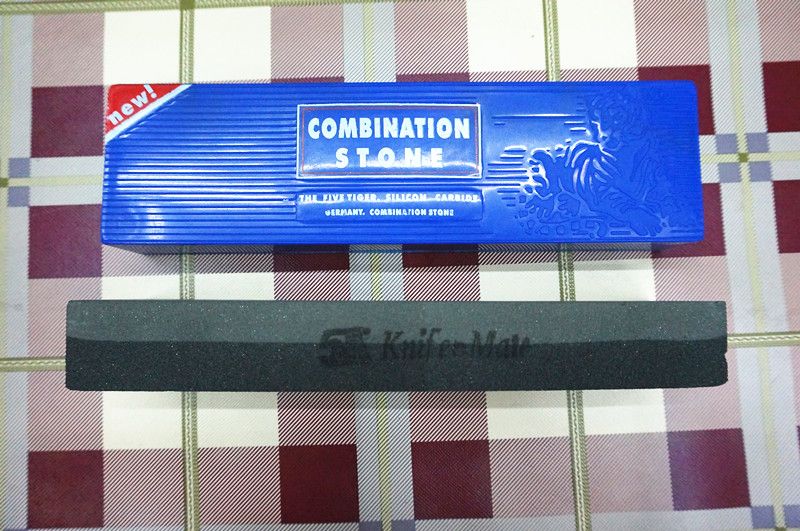 new!
COMBINATION
STONE
THE FIVE TIGER. SILICON CARBIDE
GERMANY. COMBINATION STONE
Knife Mate